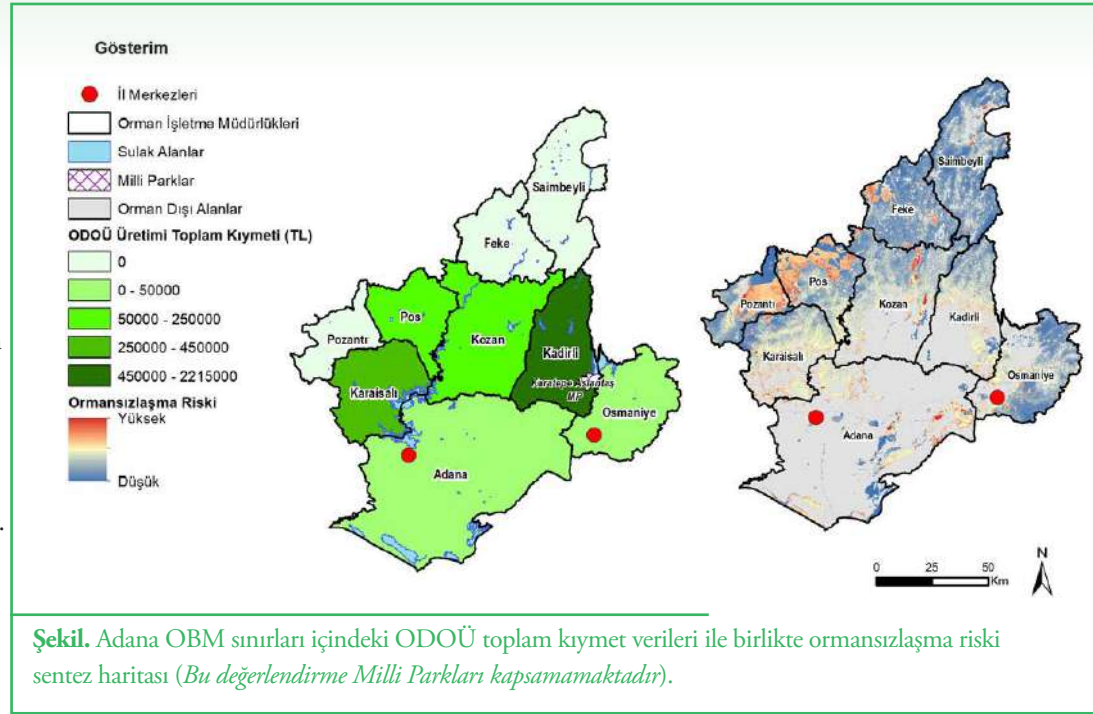 Gösterim
İl Merkezleri
Orman İşletme Müdürlükleri
Sulak Alanlar
Milli Parklar
Orman Dışı Alanlar
ODOÜ Üretimi Toplam Kıymeti (TL)
0
0 - 50000
50000 - 250000
250000 - 450000
450000 - 2215000
Ormansızlaşma Riski
Yüksek
Düşük
Saimbeyli
Feke
Pos
Pozantı
Kozan
Kadirli
Karaisalı
Karatepe Aslantaş
MP
Osmaniye
Adana
Saimbeyli
Feke
Pos
Pozantı
Kozan
Kadirli
Karaisalı
Osmaniye
Adana
N
0 25 50
Km
Şekil. Adana OBM sınırları içindeki ODOÜ toplam kıymet verileri ile birlikte ormansızlaşma riski
sentez haritası (Bu değerlendirme Milli Parkları kapsamamaktadır).